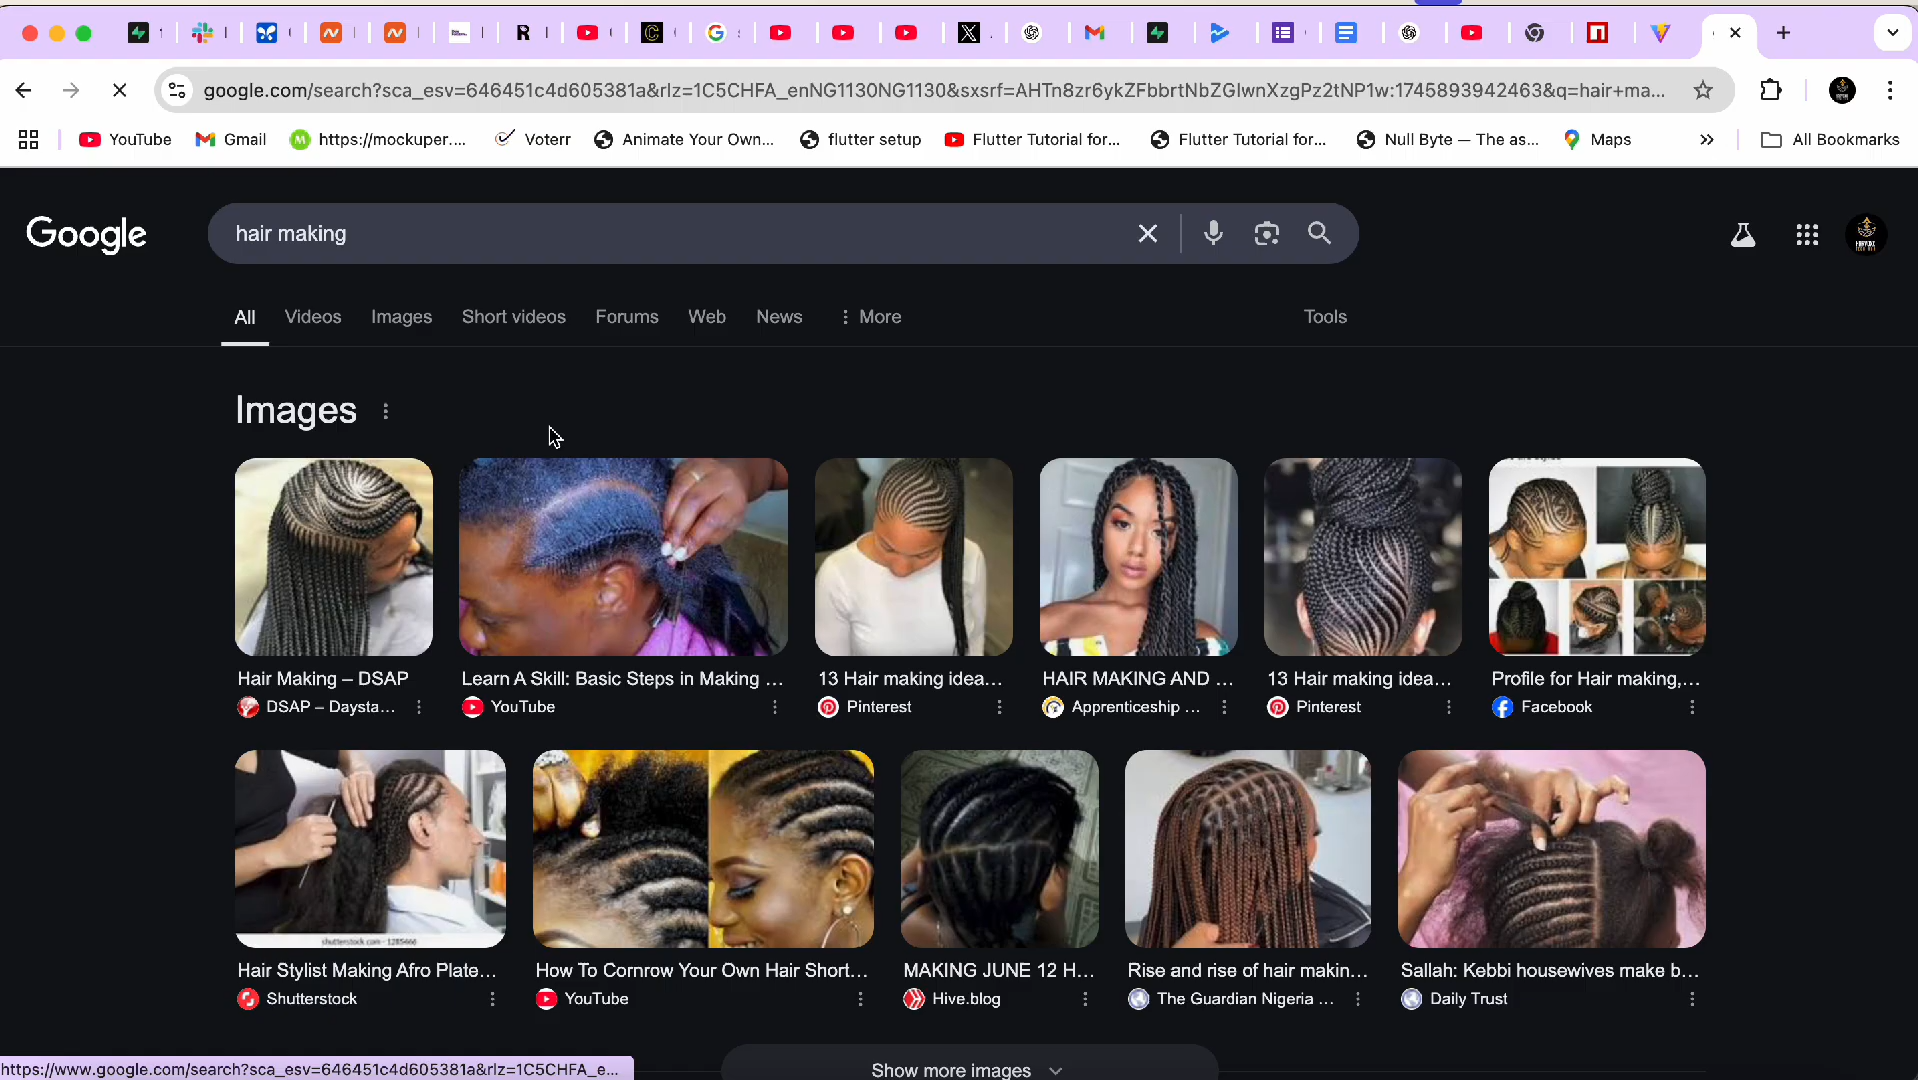 google.com/search?sca_esv=646451c4d605381a&rlz=1C5CHFA_enNG1130NG1130&sxsrf=AHTn8zr6ykZFbbrtNbZGlwnXzgPz2tNP1w:1745893942463&q=hair+ma...
YouTube Gmail https://mockuper.... Voterr Animate Your Own... flutter setup Flutter Tutorial for... Flutter Tutorial for... Null Byte — The as... Maps » All Bookmarks
Google hair making
All Videos Images Short videos Forums Web News More Tools
Images
Hair Making – DSAP Learn A Skill: Basic Steps in Making ... 13 Hair making idea... HAIR MAKING AND ... 13 Hair making idea... Profile for Hair making,...
DSAP – Daysta... YouTube Pinterest Apprenticeship ... Pinterest Facebook
shutterstock.com · 1285466
Hair Stylist Making Afro Plate... How To Cornrow Your Own Hair Short... MAKING JUNE 12 H... Rise and rise of hair makin... Sallah: Kebbi housewives make b...
Shutterstock YouTube Hive.blog The Guardian Nigeria ... Daily Trust
https://www.google.com/search?sca_esv=646451c4d605381a&rlz=1C5CHFA_e... Show more images